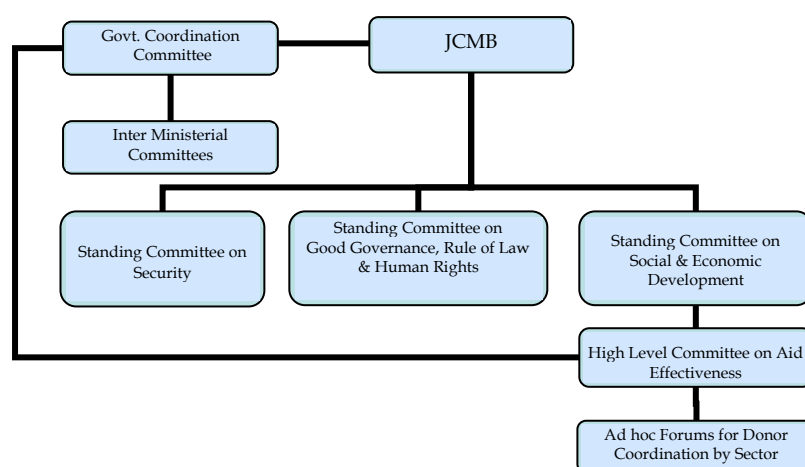 Govt. Coordination
Committee
JCMB
Inter Ministerial
Committees
Standing Committee on
Security
Standing Committee on
Good Governance, Rule of Law
& Human Rights
Standing Committee on
Social & Economic
Development
High Level Committee on Aid
Effectiveness
Ad hoc Forums for Donor
Coordination by Sector